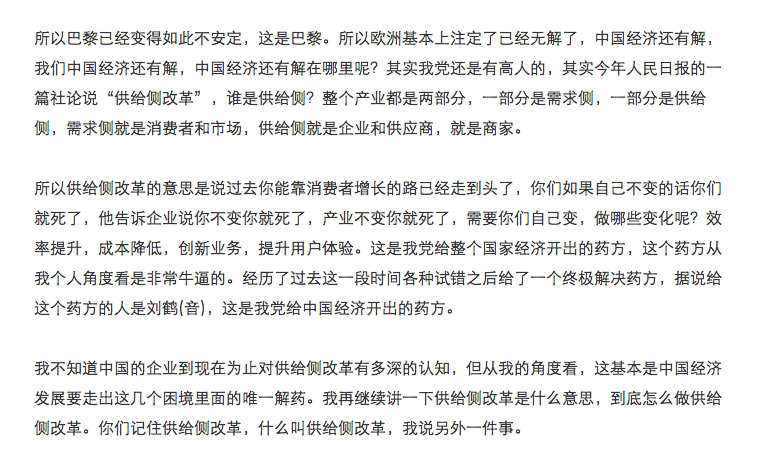 所以巴黎已经变得如此不安定，这是巴黎。所以欧洲基本上注定了已经无解了，中国经济还有解，
我们中国经济还有解，中国经济还有解在哪里呢？其实我党还是有高人的，其实今年人民日报的一
篇社论说“供给侧改革”，谁是供给侧？整个产业都是两部分，一部分是需求侧，一部分是供给
侧，需求侧就是消费者和市场，供给侧就是企业和供应商，就是商家。
所以供给侧改革的意思是说过去你能靠消费者增长的路已经走到头了，你们如果自己不变的话你们
就死了，他告诉企业说你不变你就死了，产业不变你就死了，需要你们自己变，做哪些变化呢？效
率提升，成本降低，创新业务，提升用户体验。这是我党给整个国家经济开出的药方，这个药方从
我个人角度看是非常牛逼的。经历了过去这一段时间各种试错之后给了一个终极解决药方，据说给
这个药方的人是刘鹤(音)，这是我党给中国经济开出的药方。
我不知道中国的企业到现在为止对供给侧改革有多深的认知，但从我的角度看，这基本是中国经济
发展要走出这几个困境里面的唯一解药。我再继续讲一下供给侧改革是什么意思，到底怎么做供给
侧改革。你们记住供给侧改革，什么叫供给侧改革，我说另外一件事。